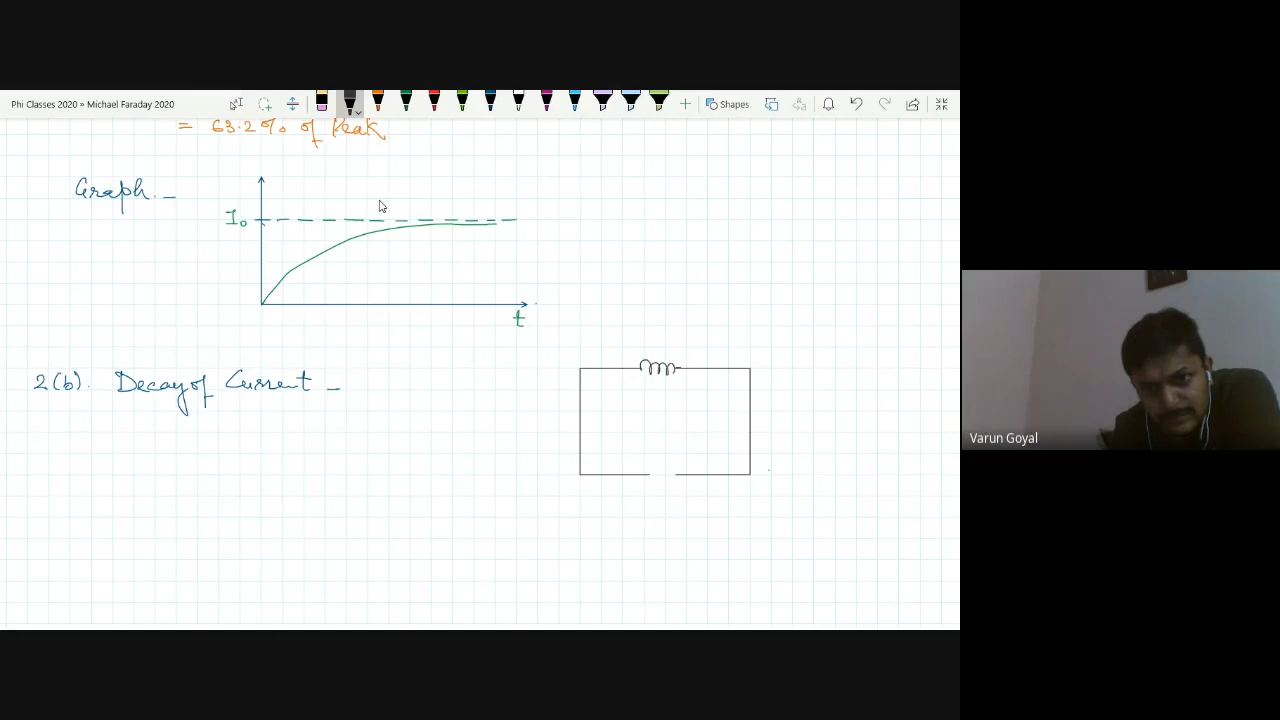 Phi Classes 2020 » Michael Faraday 2020
Shapes
= 63.2% of Peak
Graph. –
I₀
t
2(b). Decay of Current –
Varun Goyal